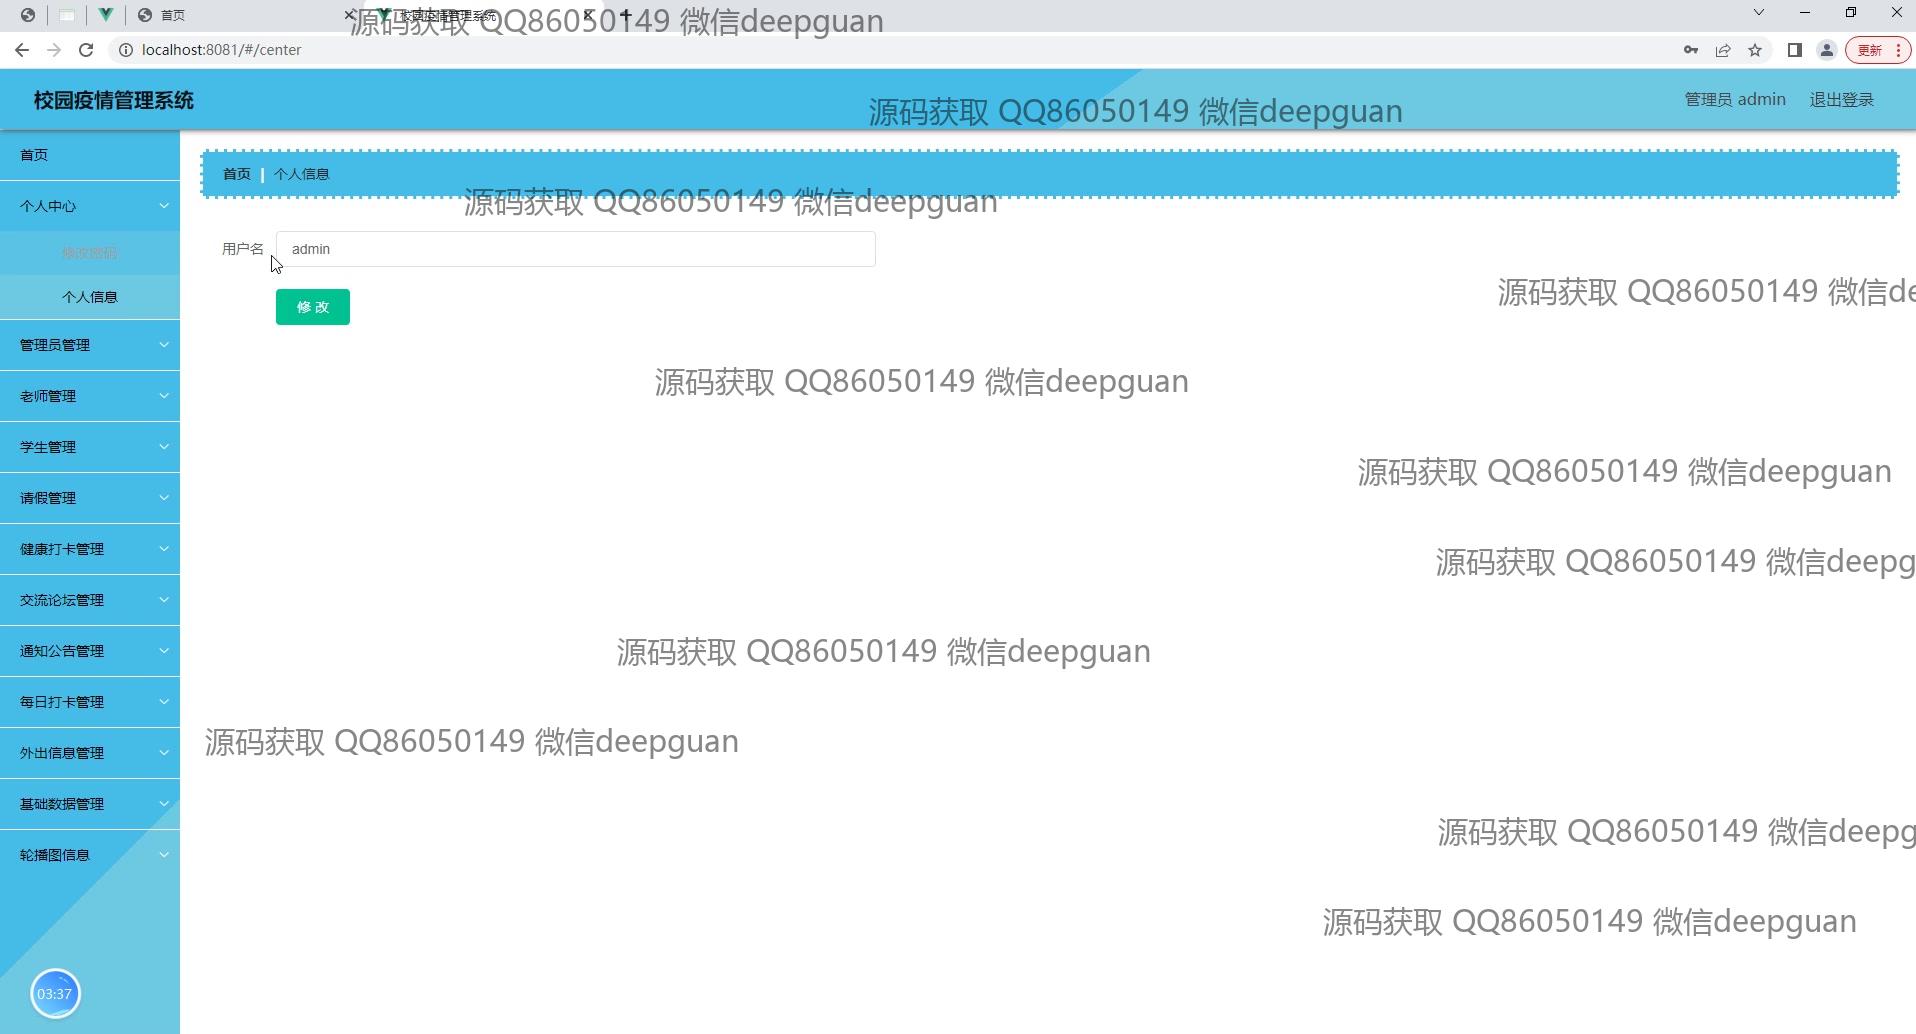 首页
校园疫情管理系统
源码获取 QQ86050149 微信deepguan
localhost:8081/#/center
更新
校园疫情管理系统
源码获取 QQ86050149 微信deepguan
管理员 admin
退出登录
首页
个人中心
修改密码
个人信息
管理员管理
老师管理
学生管理
请假管理
健康打卡管理
交流论坛管理
通知公告管理
每日打卡管理
外出信息管理
基础数据管理
轮播图信息
03:37
首页 | 个人信息
源码获取 QQ86050149 微信deepguan
用户名 admin
修 改
源码获取 QQ86050149 微信de
源码获取 QQ86050149 微信deepguan
源码获取 QQ86050149 微信deepguan
源码获取 QQ86050149 微信deepg
源码获取 QQ86050149 微信deepguan
源码获取 QQ86050149 微信deepguan
源码获取 QQ86050149 微信deepg
源码获取 QQ86050149 微信deepguan